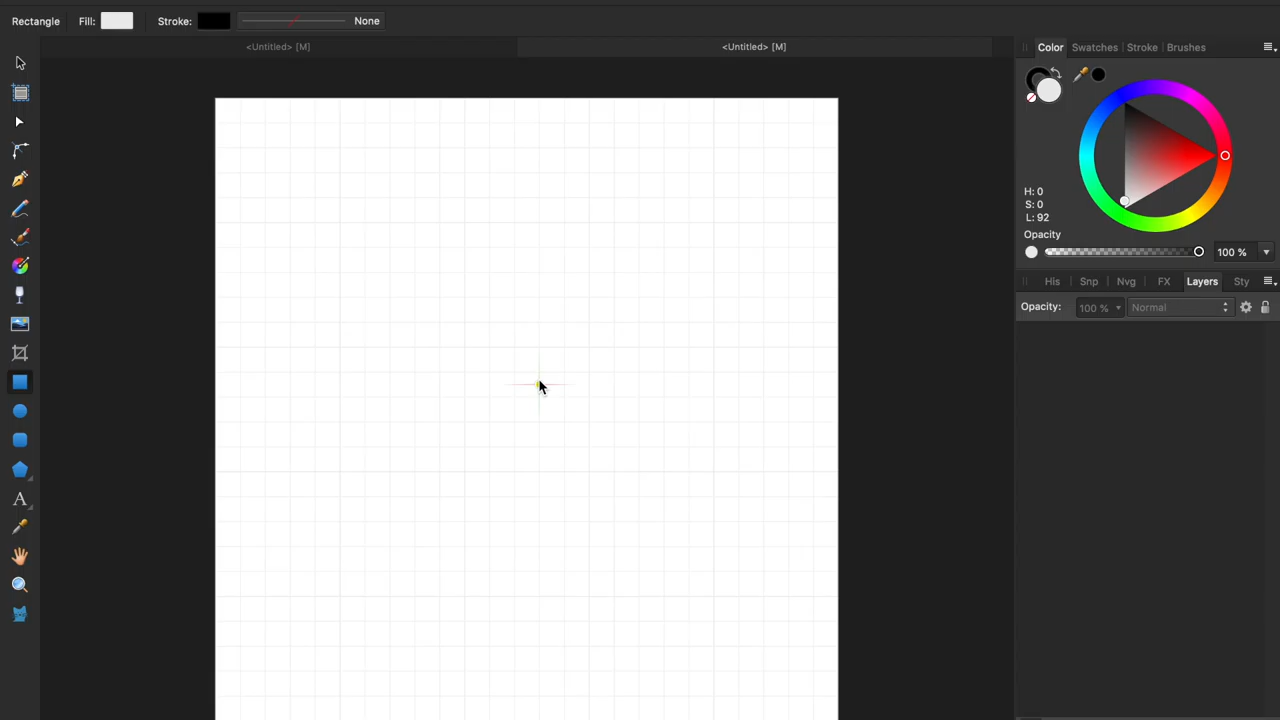 Rectangle Fill: Stroke: None
<Untitled> [M] <Untitled> [M]
Color Swatches Stroke Brushes
H: 0
S: 0
L: 92
Opacity
100 %
His Snp Nvg FX Layers Sty
Opacity: 100 % Normal
A